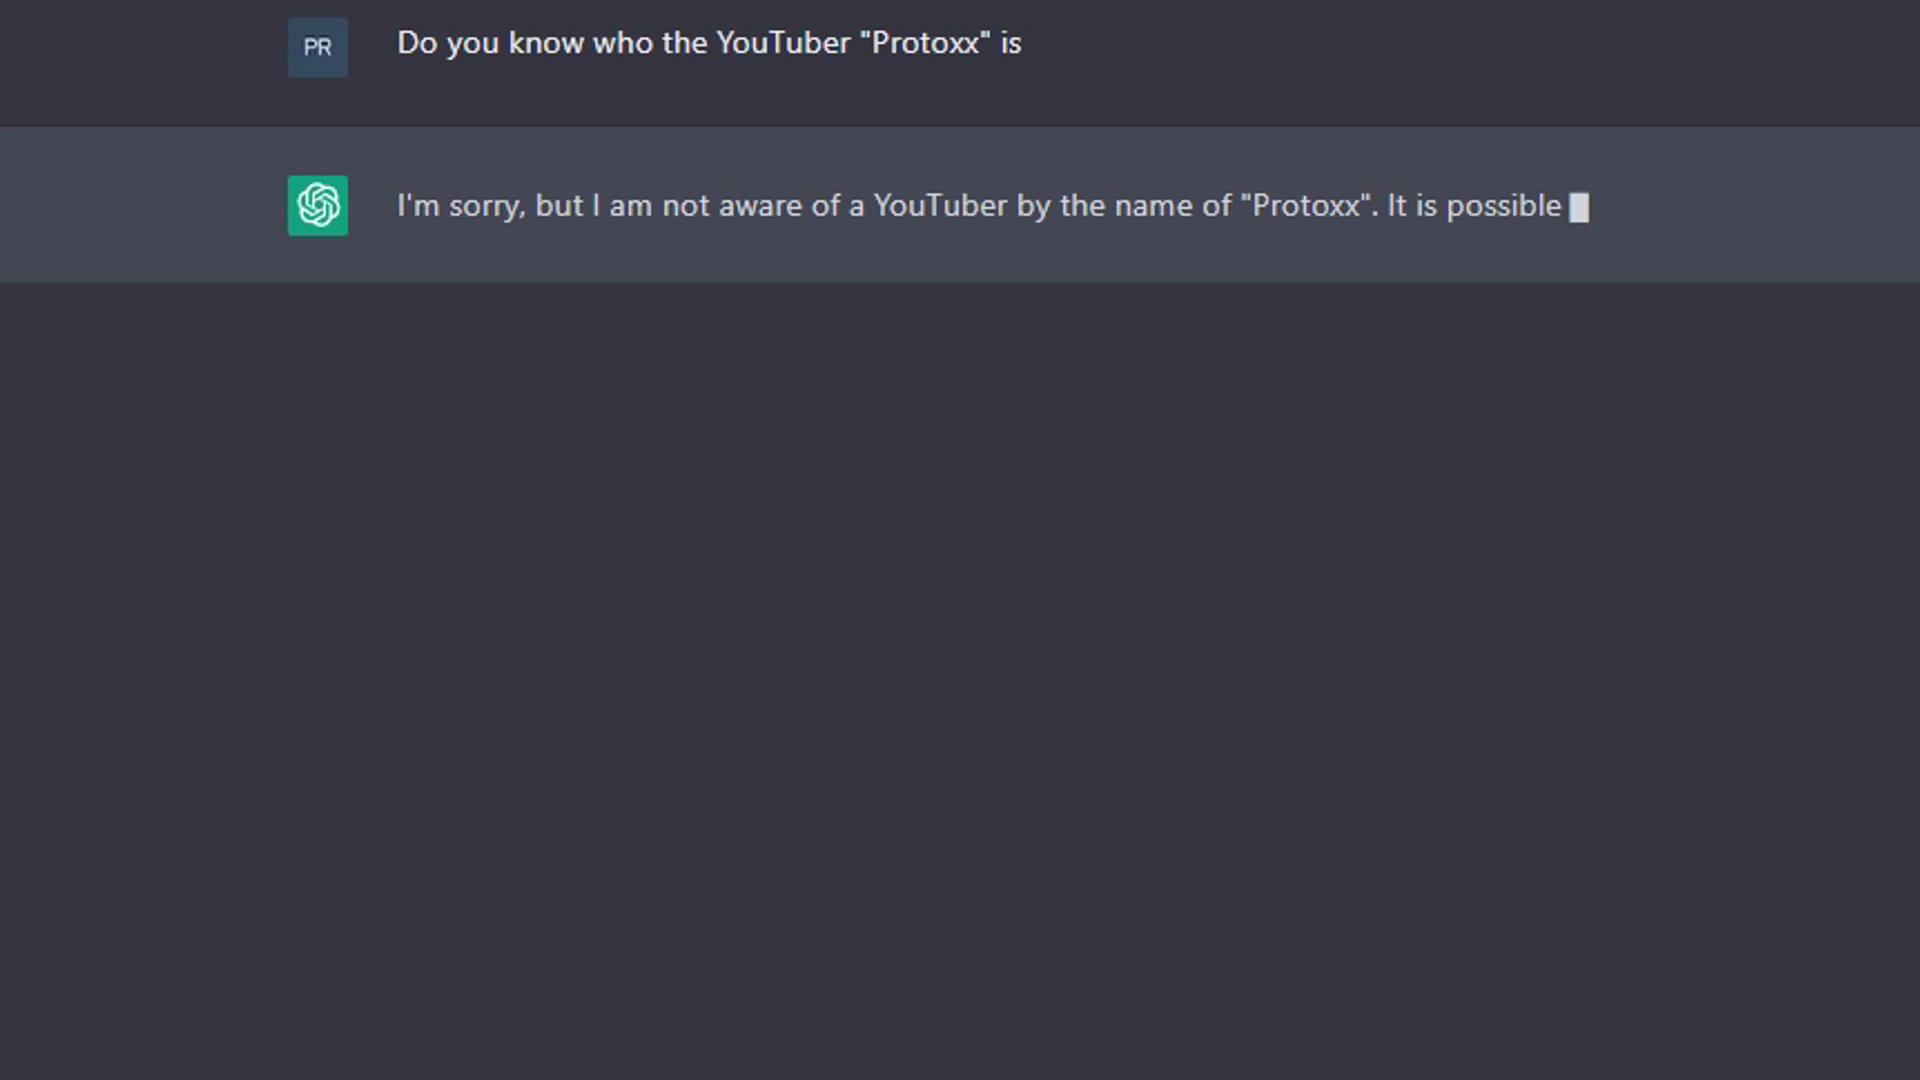 PR
Do you know who the YouTuber "Protoxx" is
I'm sorry, but I am not aware of a YouTuber by the name of "Protoxx". It is possible